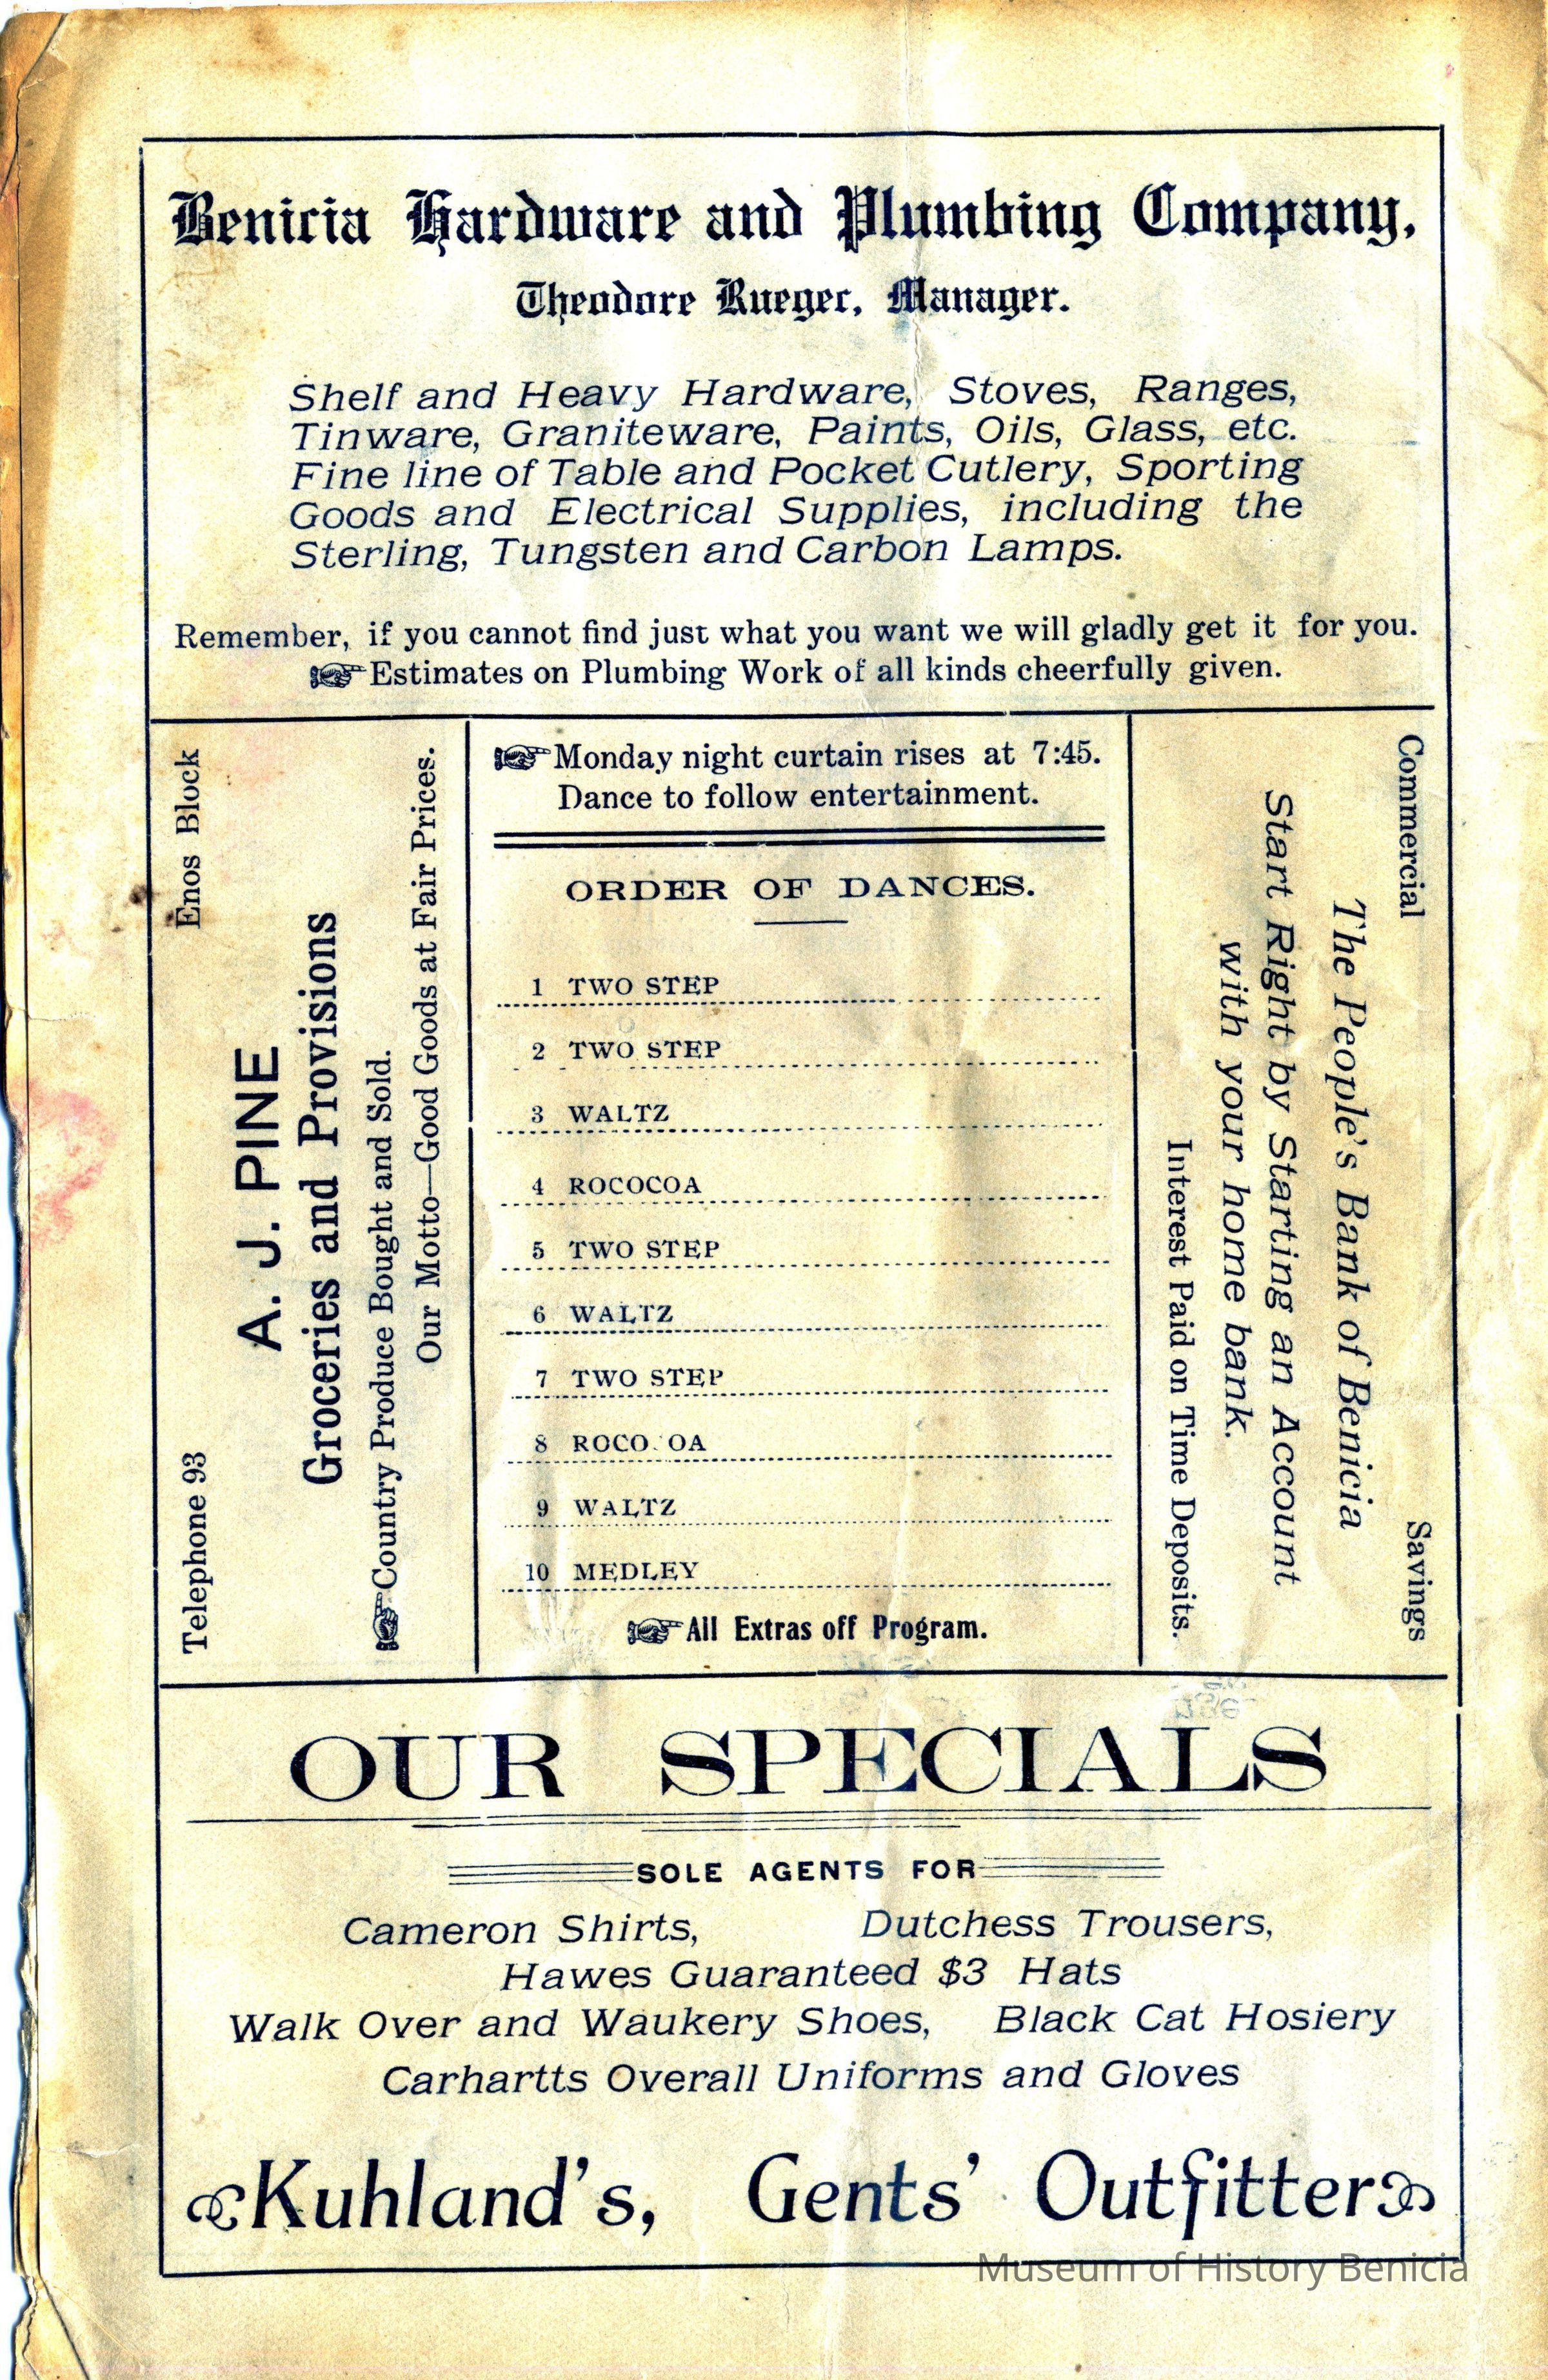 Benicia Hardware and Plumbing Company,
Theodore Rueger, Manager.
Shelf and Heavy Hardware, Stoves, Ranges,
Tinware, Graniteware, Paints, Oils, Glass, etc.
Fine line of Table and Pocket Cutlery, Sporting
Goods and Electrical Supplies, including the
Sterling, Tungsten and Carbon Lamps.
Remember, if you cannot find just what you want we will gladly get it for you.
Estimates on Plumbing Work of all kinds cheerfully given.
Telephone 93 Enos Block
A. J. PINE
Groceries and Provisions
Country Produce Bought and Sold.
Our Motto—Good Goods at Fair Prices.
Monday night curtain rises at 7:45.
Dance to follow entertainment.
ORDER OF DANCES.
1 TWO STEP
2 TWO STEP
3 WALTZ
4 ROCOCOA
5 TWO STEP
6 WALTZ
7 TWO STEP
8 ROCO OA
9 WALTZ
10 MEDLEY
All Extras off Program.
Commercial Savings
The People's Bank of Benicia
Start Right by Starting an Account
with your home bank.
Interest Paid on Time Deposits.
OUR SPECIALS
SOLE AGENTS FOR
Cameron Shirts, Dutchess Trousers,
Hawes Guaranteed $3 Hats
Walk Over and Waukery Shoes, Black Cat Hosiery
Carhartts Overall Uniforms and Gloves
Kuhland's, Gents' Outfitter
Museum of History Benicia